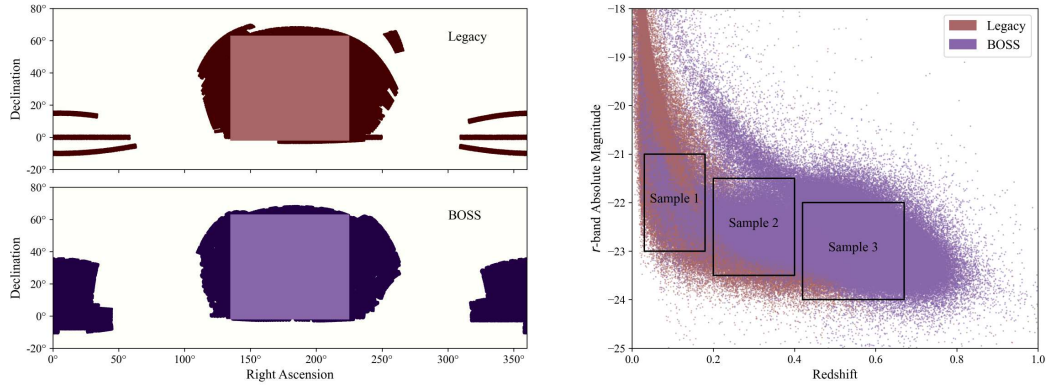 80°
60°
40°
20°
0°
-20°
Declination
Legacy
80°
60°
40°
20°
0°
-20°
Declination
BOSS
0° 50° 100° 150° 200° 250° 300° 350°
Right Ascension
-18
-19
-20
-21
-22
-23
-24
-25
r-band Absolute Magnitude
Legacy
BOSS
Sample 1
Sample 2
Sample 3
0.0 0.2 0.4 0.6 0.8 1.0
Redshift